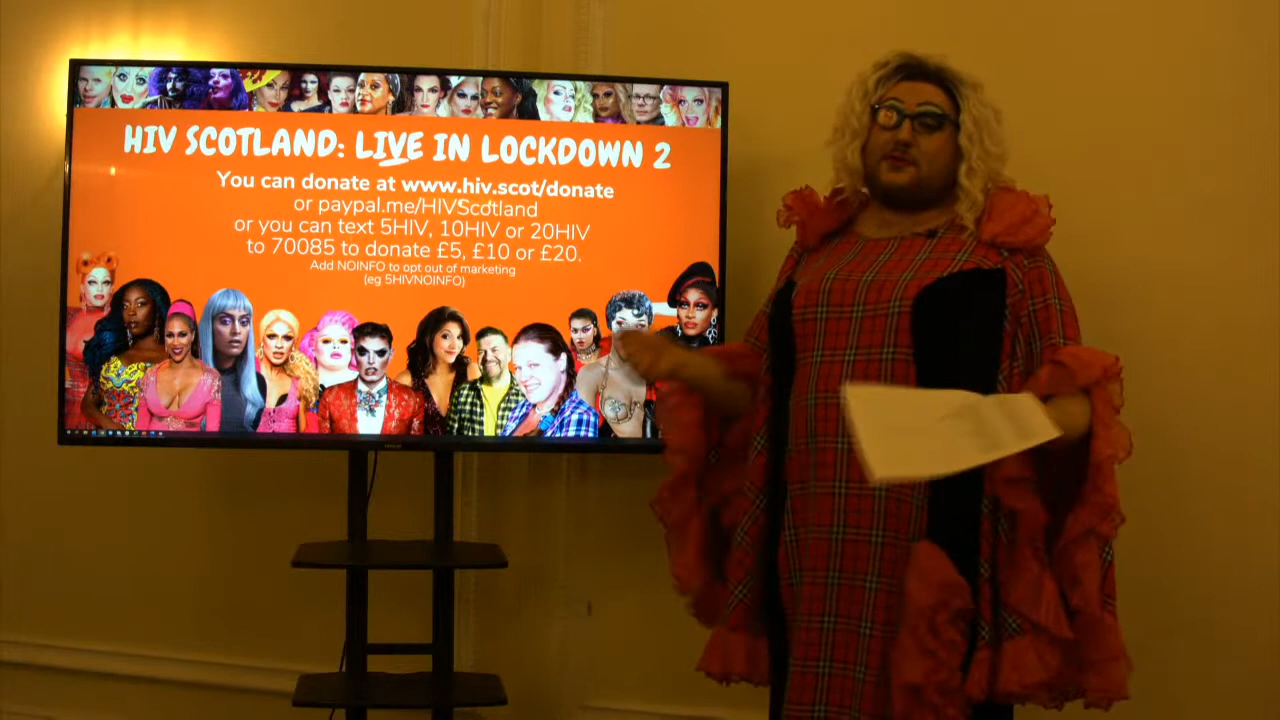 HIV SCOTLAND: LIVE IN LOCKDOWN 2
You can donate at www.hiv.scot/donate
or paypal.me/HIVScotland
or you can text 5HIV, 10HIV or 20HIV
to 70085 to donate £5, £10 or £20.
Add NOINFO to opt out of marketing
(eg 5HIVNOINFO)